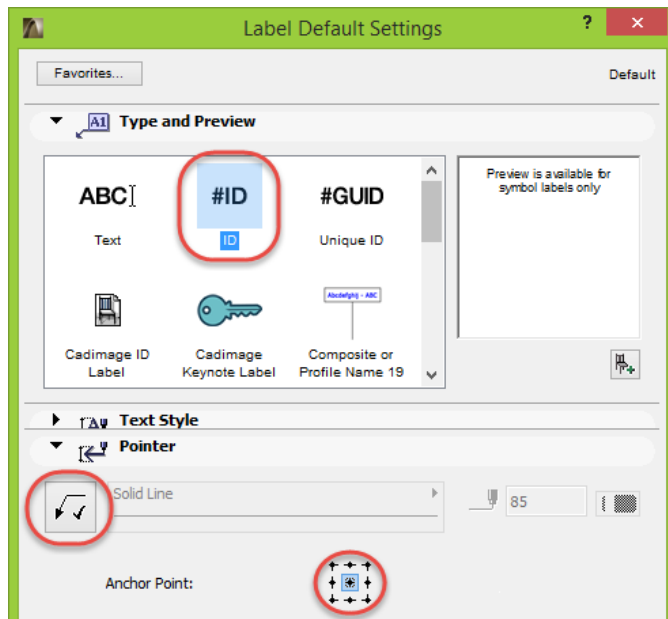 Label Default Settings
?
×
Favorites...
Default
A1 Type and Preview
ABC
#ID
#GUID
Text
ID
Unique ID
Abcdefghij - ABC
Cadimage ID
Label
Cadimage
Keynote Label
Composite or
Profile Name 19
Preview is available for
symbol labels only
Text Style
Pointer
Solid Line
85
Anchor Point: